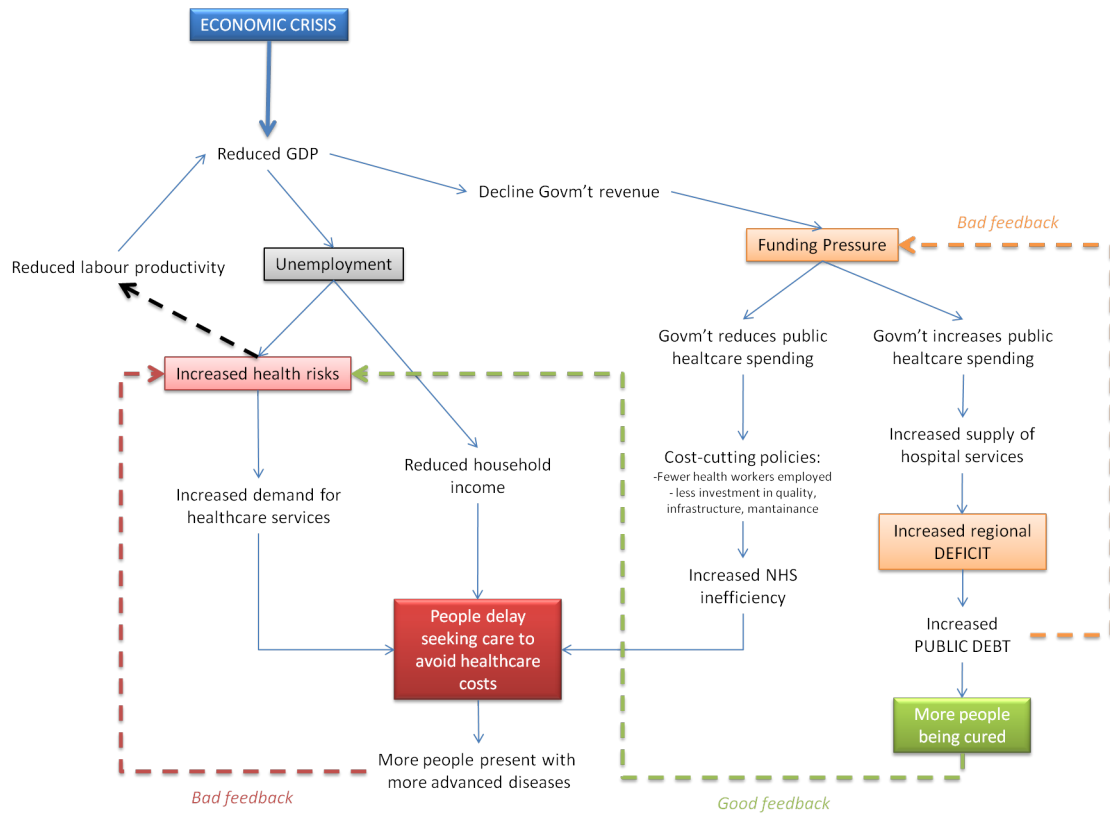 ECONOMIC CRISIS
Reduced GDP
Decline Govm't revenue
Bad feedback
Funding Pressure
Reduced labour productivity
Unemployment
Govm't reduces public
healtcare spending
Govm't increases public
healtcare spending
Increased health risks
Increased supply of
hospital services
Cost-cutting policies:
-Fewer health workers employed
- less investment in quality,
infrastructure, mantainance
Reduced household
income
Increased demand for
healthcare services
Increased regional
DEFICIT
Increased NHS
inefficiency
People delay
seeking care to
avoid healthcare
costs
Increased
PUBLIC DEBT
More people
being cured
More people present with
more advanced diseases
Bad feedback
Good feedback